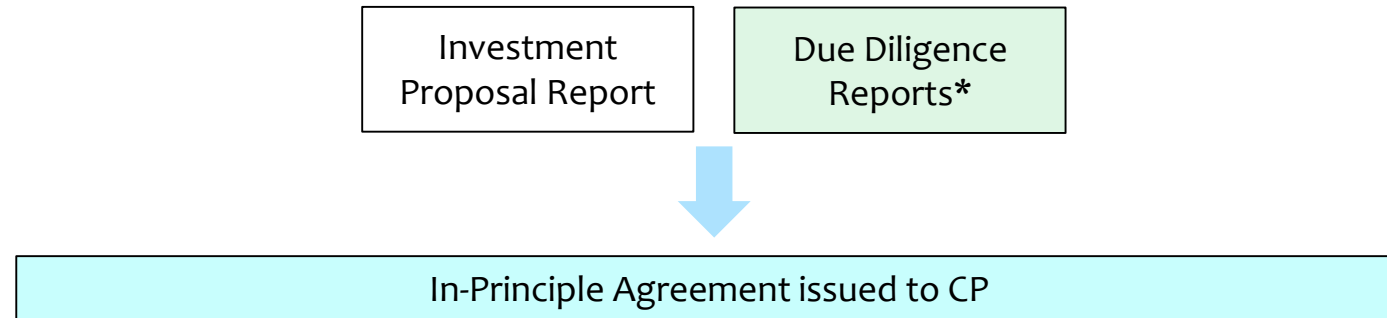 Investment
Proposal Report
Due Diligence
Reports*
In-Principle Agreement issued to CP